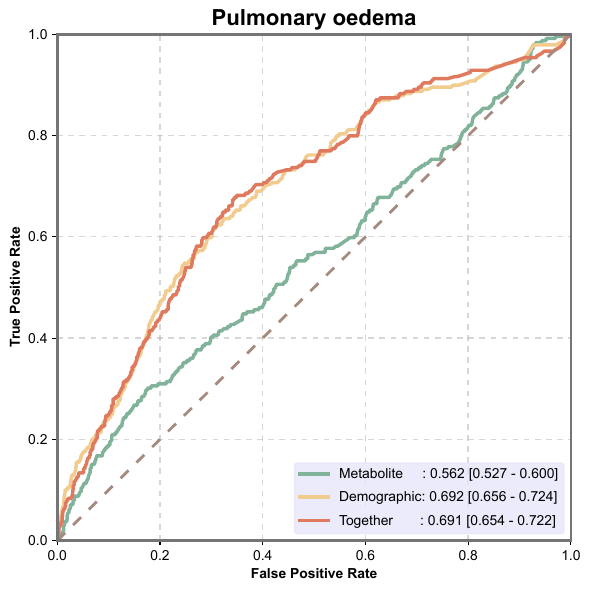 Pulmonary oedema
1.0
0.8
0.6
0.4
0.2
0.0
True Positive Rate
Metabolite : 0.562 [0.527 - 0.600]
Demographic: 0.692 [0.656 - 0.724]
Together : 0.691 [0.654 - 0.722]
0.0 0.2 0.4 0.6 0.8 1.0
False Positive Rate